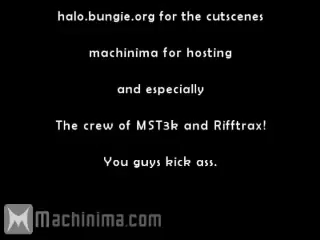 halo.bungie.org for the cutscenes
machinima for hosting
and especially
The crew of MST3k and Rifftrax!
You guys kick ass.
Machinima.com